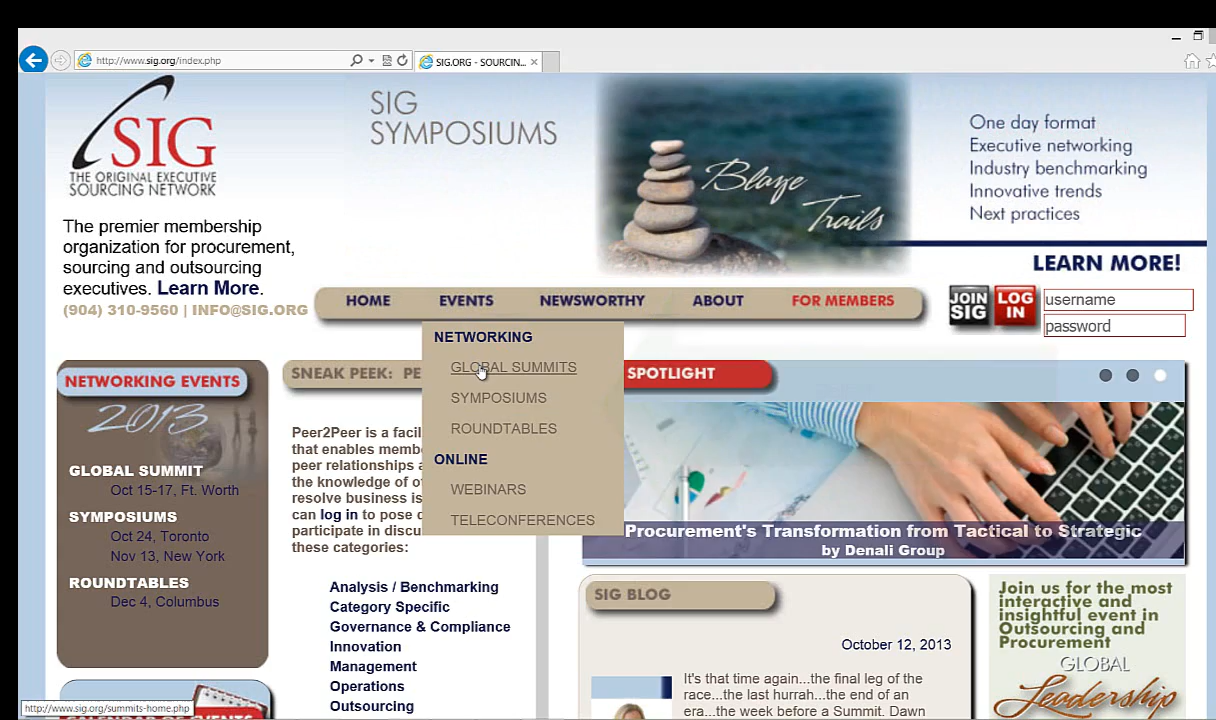 http://www.sig.org/index.php
SIG.ORG - SOURCIN...
SIG
THE ORIGINAL EXECUTIVE
SOURCING NETWORK
The premier membership
organization for procurement,
sourcing and outsourcing
executives. Learn More.
(904) 310-9560 | INFO@SIG.ORG
SIG
SYMPOSIUMS
Blaze
Trails
One day format
Executive networking
Industry benchmarking
Innovative trends
Next practices
LEARN MORE!
HOME EVENTS NEWSWORTHY ABOUT FOR MEMBERS
JOIN SIG
LOG IN
username
password
NETWORKING
GLOBAL SUMMITS
SYMPOSIUMS
ROUNDTABLES
ONLINE
WEBINARS
TELECONFERENCES
NETWORKING EVENTS
2013
GLOBAL SUMMIT
Oct 15-17, Ft. Worth
SYMPOSIUMS
Oct 24, Toronto
Nov 13, New York
ROUNDTABLES
Dec 4, Columbus
SNEAK PEEK:
Peer2Peer is a
that enables
peer relationships
the knowledge of
resolve business
can log in to pose
participate in
these categories:
Analysis / Benchmarking
Category Specific
Governance & Compliance
Innovation
Management
Operations
Outsourcing
SPOTLIGHT
Procurement's Transformation from Tactical to Strategic
by Denali Group
SIG BLOG
October 12, 2013
It's that time again...the final leg of the
race...the last hurrah...the end of an
era...the week before a Summit. Dawn
Join us for the most
interactive and
insightful event in
Outsourcing and
Procurement
GLOBAL
Leadership
http://www.sig.org/summits-home.php
CALENDAR OF EVENTS